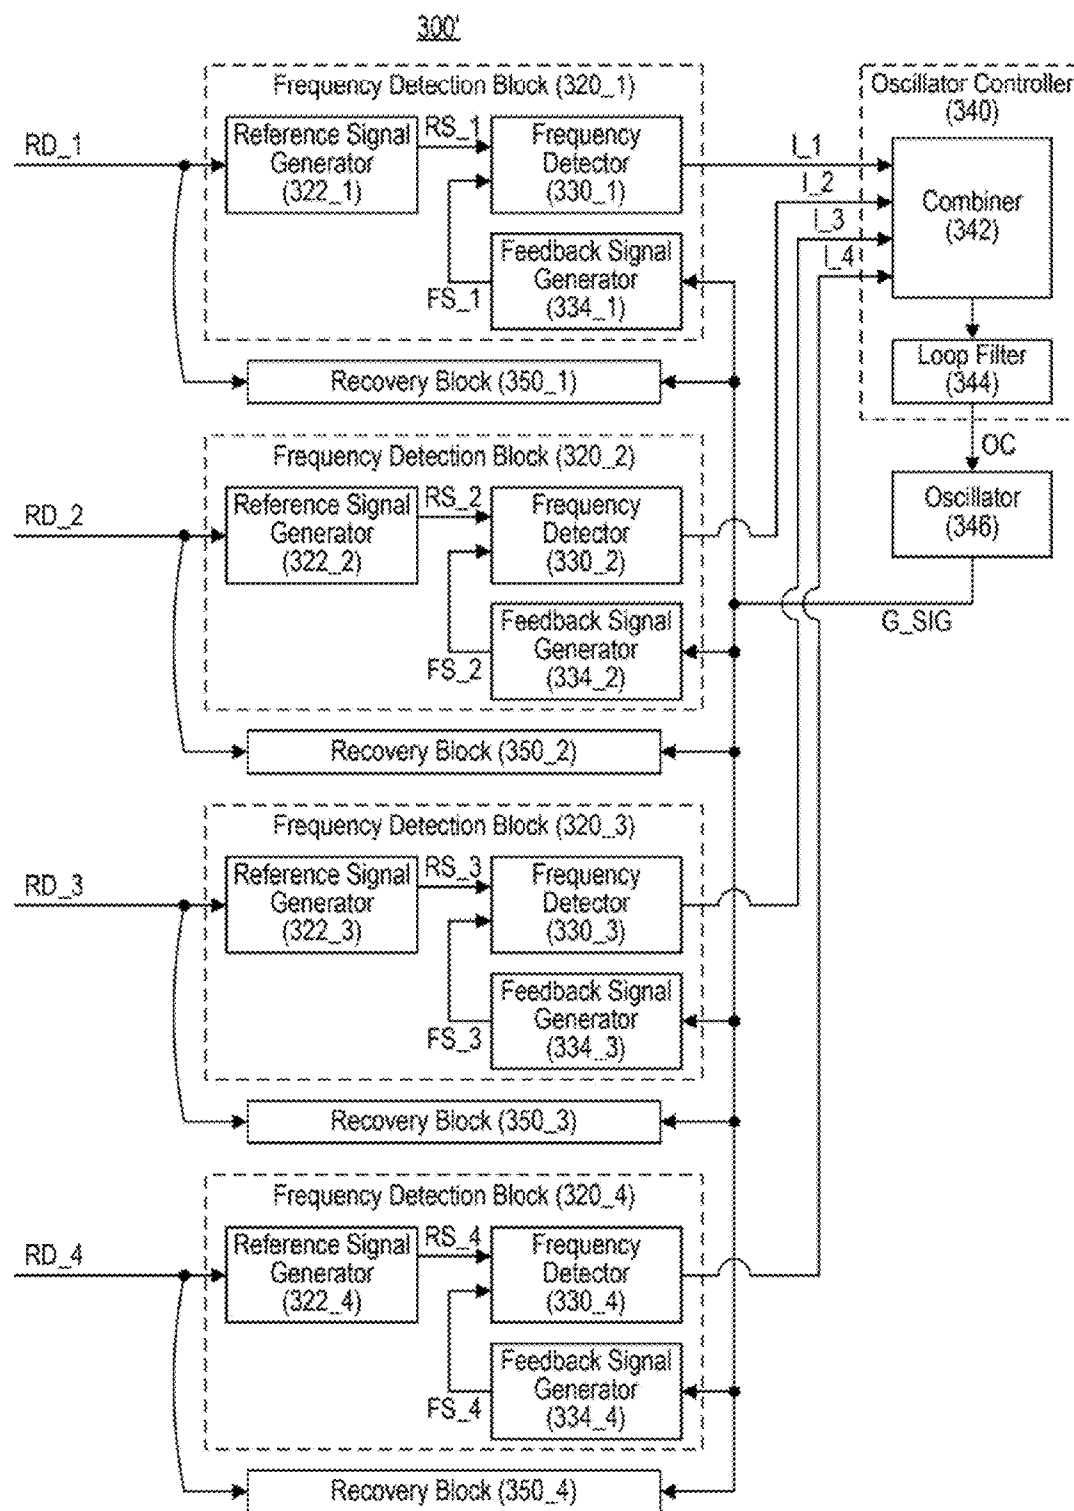 300'
Frequency Detection Block (320_1)
RD_1
Reference Signal
Generator
(322_1)
RS_1
Frequency
Detector
(330_1)
Feedback Signal
Generator
(334_1)
FS_1
Recovery Block (350_1)
Oscillator Controller
(340)
I_1
I_2
I_3
I_4
Combiner
(342)
Loop Filter
(344)
OC
Oscillator
(346)
G_SIG
Frequency Detection Block (320_2)
RD_2
Reference Signal
Generator
(322_2)
RS_2
Frequency
Detector
(330_2)
Feedback Signal
Generator
(334_2)
FS_2
Recovery Block (350_2)
Frequency Detection Block (320_3)
RD_3
Reference Signal
Generator
(322_3)
RS_3
Frequency
Detector
(330_3)
Feedback Signal
Generator
(334_3)
FS_3
Recovery Block (350_3)
Frequency Detection Block (320_4)
RD_4
Reference Signal
Generator
(322_4)
RS_4
Frequency
Detector
(330_4)
Feedback Signal
Generator
(334_4)
FS_4
Recovery Block (350_4)